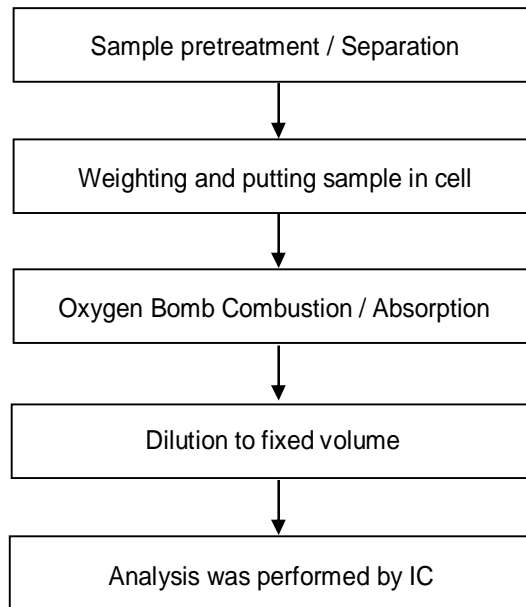 Sample pretreatment / Separation
Weighting and putting sample in cell
Oxygen Bomb Combustion / Absorption
Dilution to fixed volume
Analysis was performed by IC